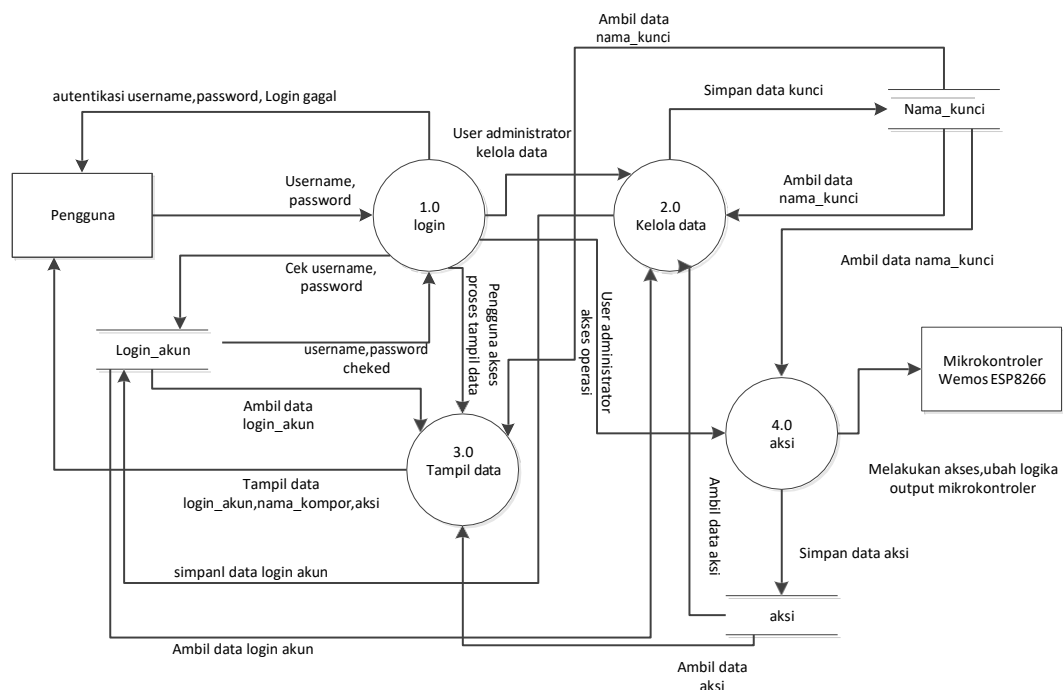 Ambil data
nama_kunci
autentikasi username,password, Login gagal
Simpan data kunci
Nama_kunci
User administrator
kelola data
Username,
password
Pengguna
1.0
login
2.0
Kelola data
Ambil data
nama_kunci
Ambil data nama_kunci
Cek username,
password
Pengguna akses
proses tampil data
User administrator
akses operasi
Login_akun
username,password
cheked
Mikrokontroler
Wemos ESP8266
Ambil data
login_akun
3.0
Tampil data
4.0
aksi
Tampil data
login_akun,nama_kompor,aksi
Melakukan akses,ubah logika
output mikrokontroler
Ambil data
aksi
Simpan data aksi
simpanl data login akun
aksi
Ambil data login akun
Ambil data
aksi